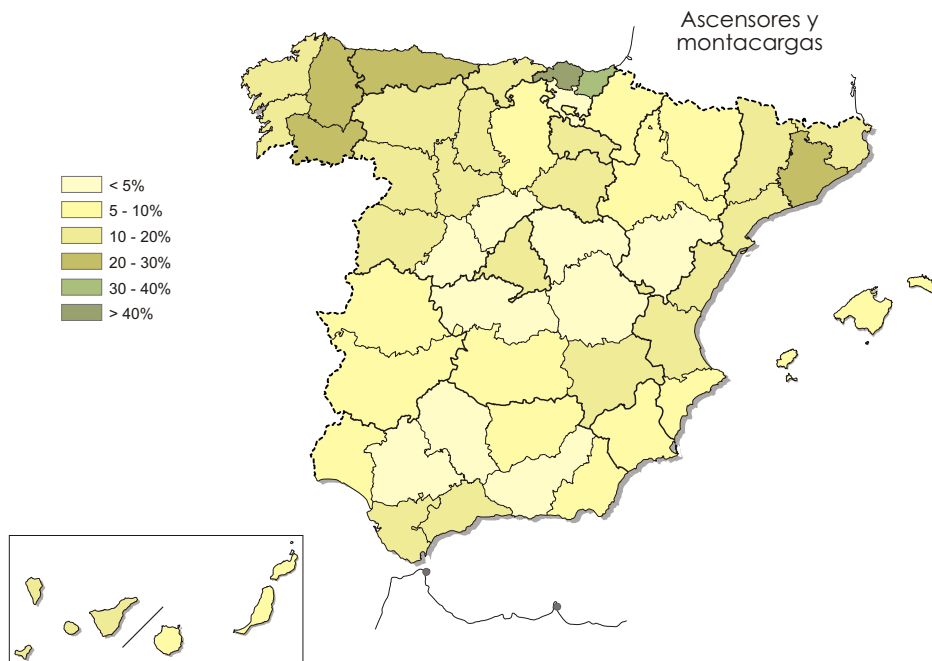 Ascensores y
montacargas
< 5%
5 - 10%
10 - 20%
20 - 30%
30 - 40%
> 40%